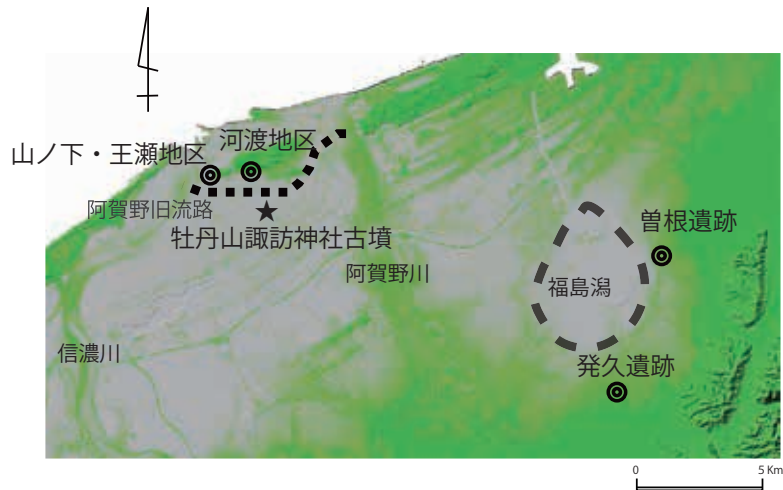 河渡地区
山ノ下・王瀬地区
阿賀野旧流路
★
牡丹山諏訪神社古墳
曽根遺跡
阿賀野川
福島潟
信濃川
発久遺跡
0 5 Km